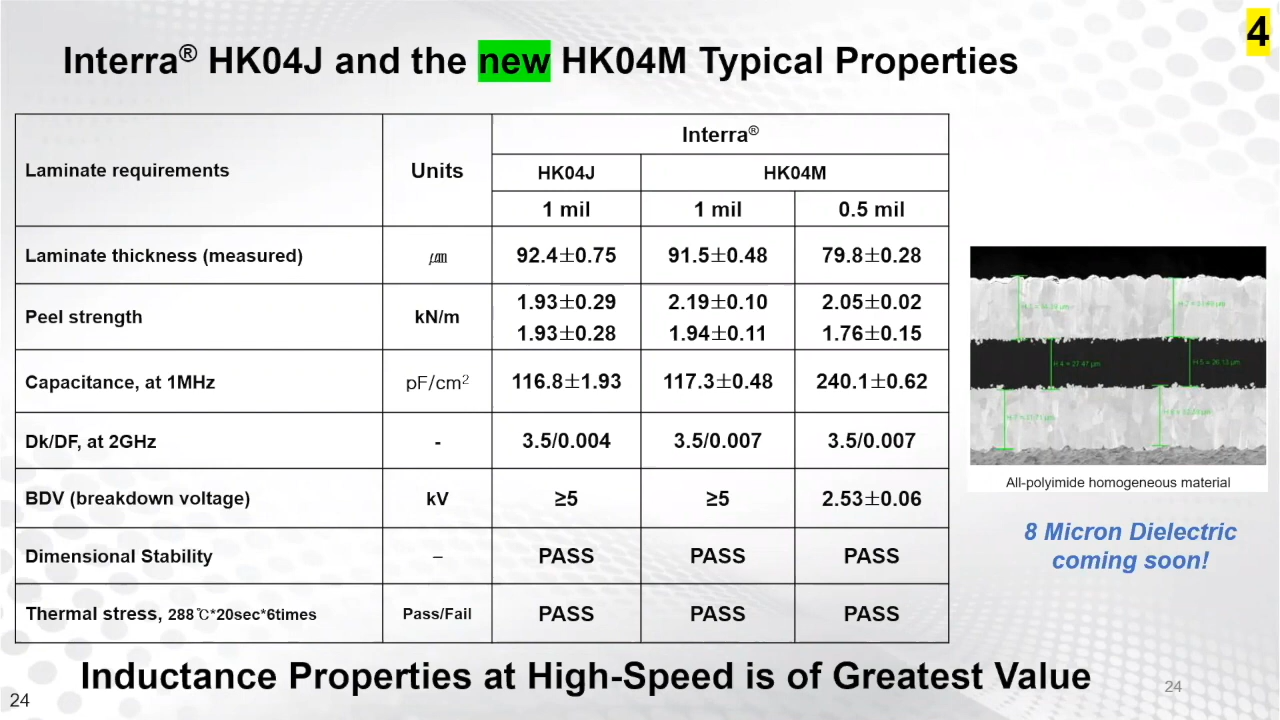 4
Interra® HK04J and the new HK04M Typical Properties
Laminate requirements
Units
Interra®
HK04J
HK04M
1 mil
1 mil
0.5 mil
Laminate thickness (measured)
㎛
92.4±0.75
91.5±0.48
79.8±0.28
Peel strength
kN/m
1.93±0.29
1.93±0.28
2.19±0.10
1.94±0.11
2.05±0.02
1.76±0.15
Capacitance, at 1MHz
pF/cm²
116.8±1.93
117.3±0.48
240.1±0.62
Dk/DF, at 2GHz
-
3.5/0.004
3.5/0.007
3.5/0.007
BDV (breakdown voltage)
kV
≥5
≥5
2.53±0.06
Dimensional Stability
–
PASS
PASS
PASS
Thermal stress, 288℃*20sec*6times
Pass/Fail
PASS
PASS
PASS
H 4 = 27.47 μm
All-polyimide homogeneous material
8 Micron Dielectric
coming soon!
Inductance Properties at High-Speed is of Greatest Value
24
24